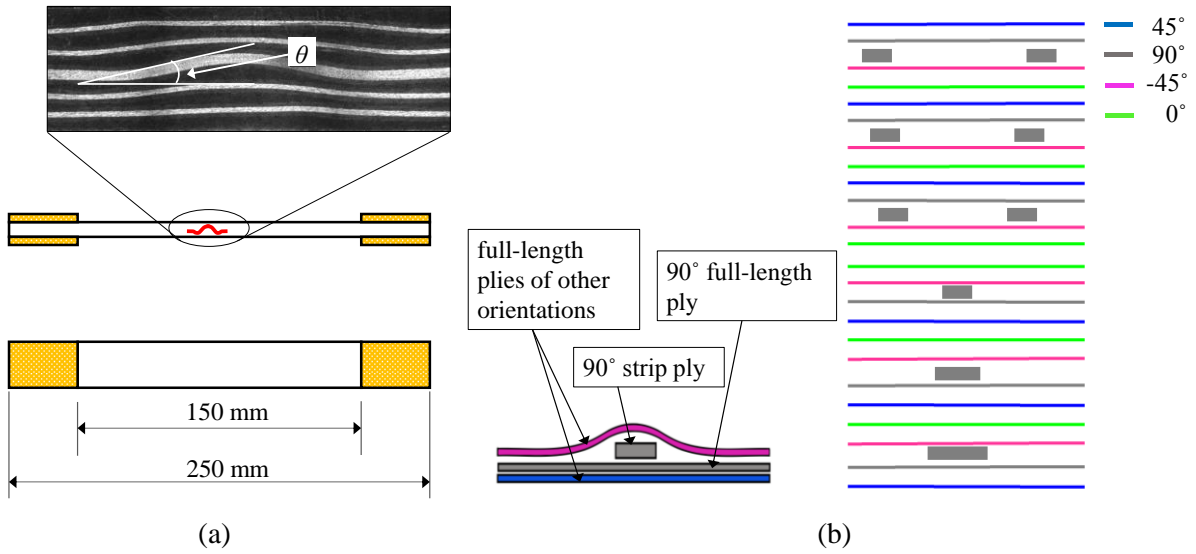 θ
150 mm
250 mm
(a)
full-length
plies of other
orientations
90˚ full-length
ply
90˚ strip ply
45˚
90˚
-45˚
0˚
(b)